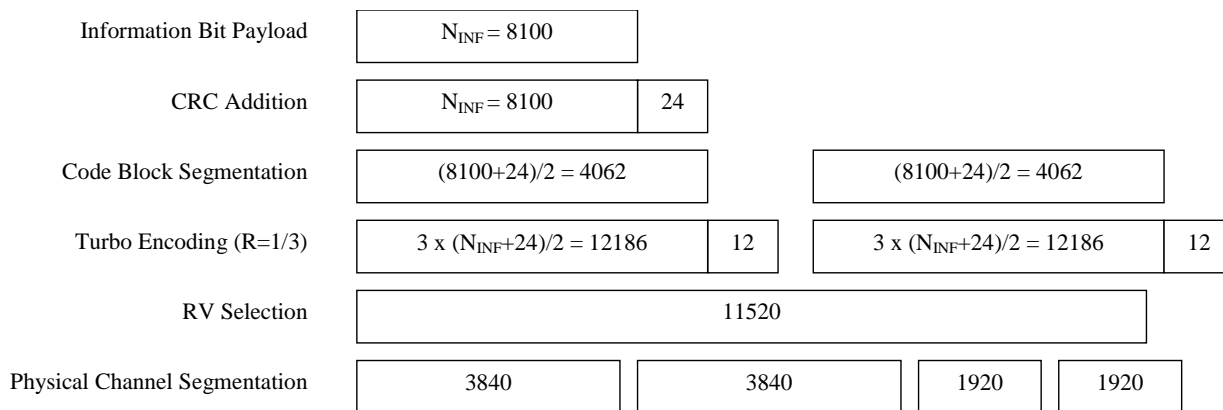 Information Bit Payload N_INF = 8100
CRC Addition N_INF = 8100 24
Code Block Segmentation (8100+24)/2 = 4062 (8100+24)/2 = 4062
Turbo Encoding (R=1/3) 3 x (N_INF+24)/2 = 12186 12 3 x (N_INF+24)/2 = 12186 12
RV Selection 11520
Physical Channel Segmentation 3840 3840 1920 1920